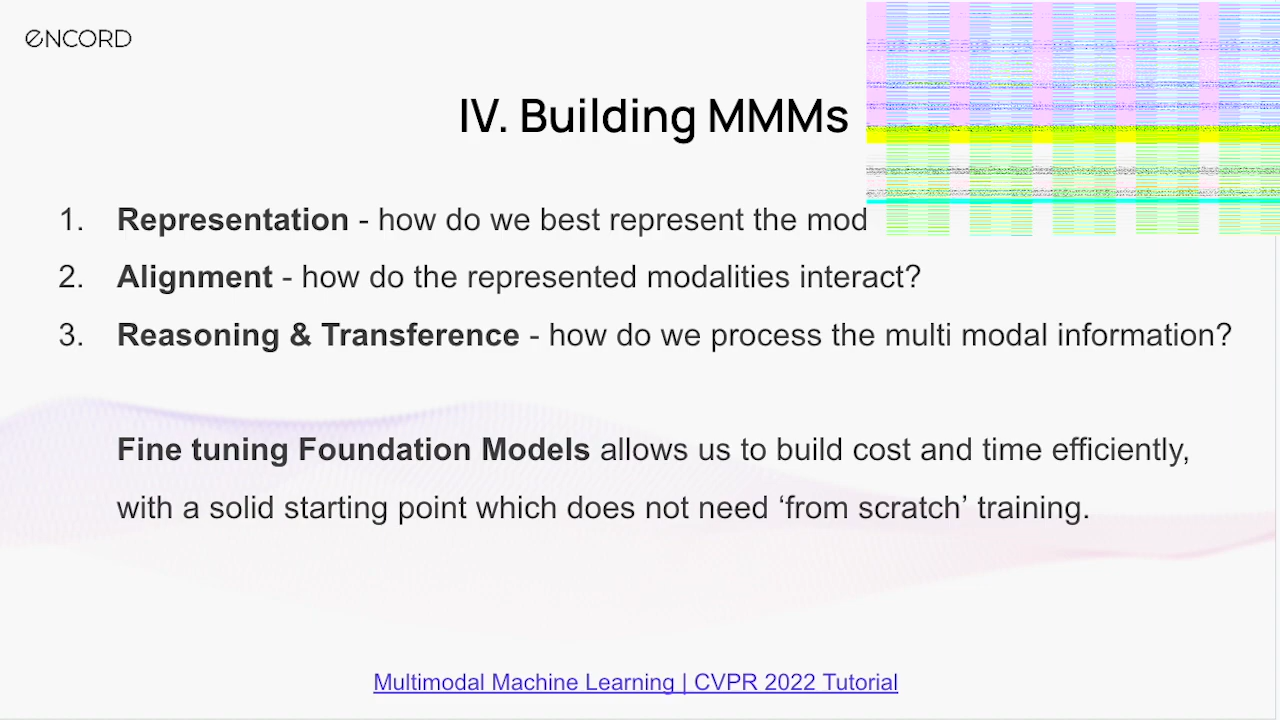 ENCORD
IV. Building MMMs
1. Representation - how do we best represent the mod
2. Alignment - how do the represented modalities interact?
3. Reasoning & Transference - how do we process the multi modal information?
Fine tuning Foundation Models allows us to build cost and time efficiently,
with a solid starting point which does not need ‘from scratch’ training.
Multimodal Machine Learning | CVPR 2022 Tutorial